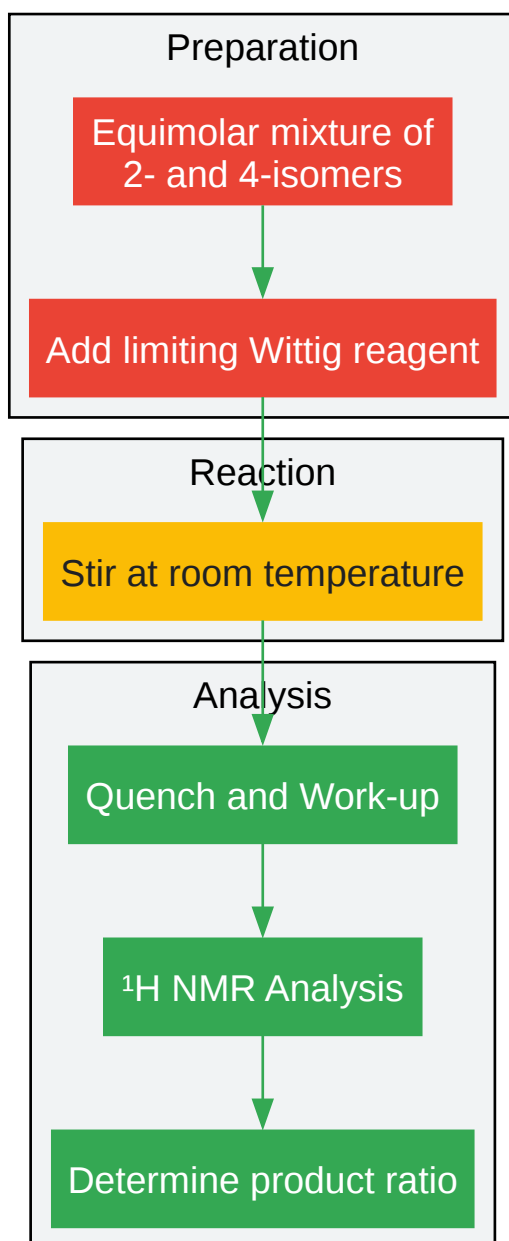 Preparation
Equimolar mixture of
2- and 4-isomers
Add limiting Wittig reagent
Reaction
Stir at room temperature
Analysis
Quench and Work-up
¹H NMR Analysis
Determine product ratio